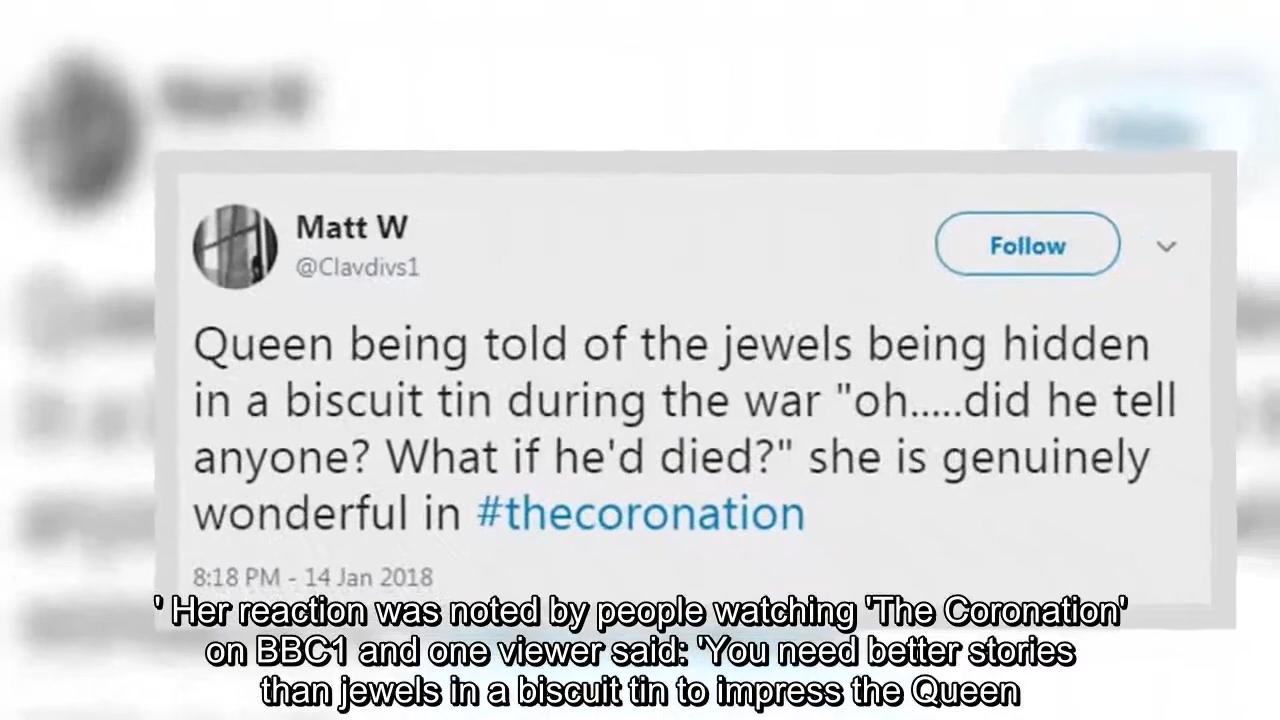 Matt W
@Clavdivs1
Follow
Queen being told of the jewels being hidden
in a biscuit tin during the war "oh.....did he tell
anyone? What if he'd died?" she is genuinely
wonderful in #thecoronation
8:18 PM - 14 Jan 2018
' Her reaction was noted by people watching 'The Coronation'
on BBC1 and one viewer said: 'You need better stories
than jewels in a biscuit tin to impress the Queen